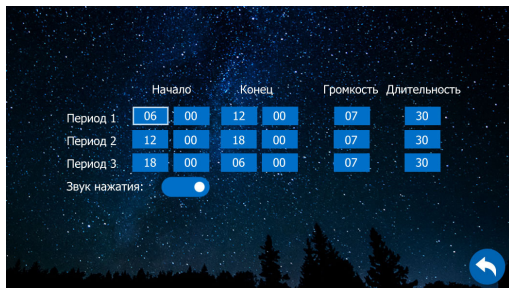 Начало Конец Громкость Длительность
Период 1 06 00 12 00 07 30
Период 2 12 00 18 00 07 30
Период 3 18 00 06 00 07 30
Звук нажатия: